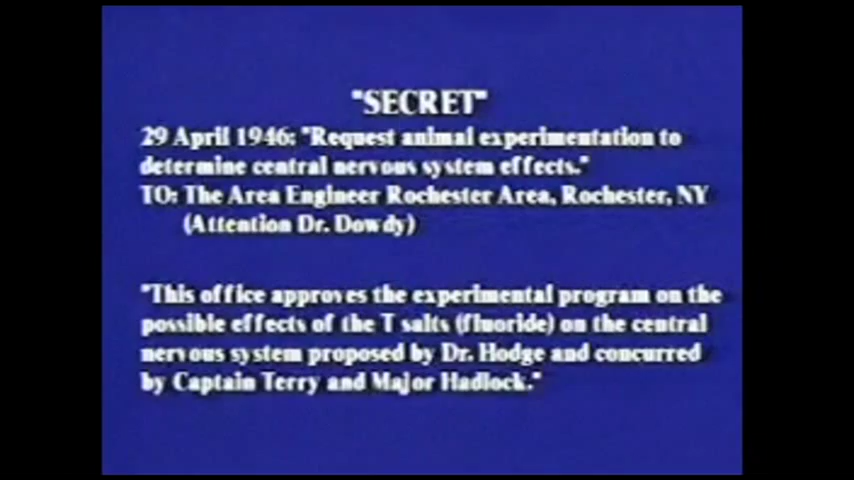 "SECRET"
29 April 1946: "Request animal experimentation to
determine central nervous system effects."
TO: The Area Engineer Rochester Area, Rochester, NY
(Attention Dr. Dowdy)
"This office approves the experimental program on the
possible effects of the T salts (fluoride) on the central
nervous system proposed by Dr. Hodge and concurred
by Captain Terry and Major Hadlock."